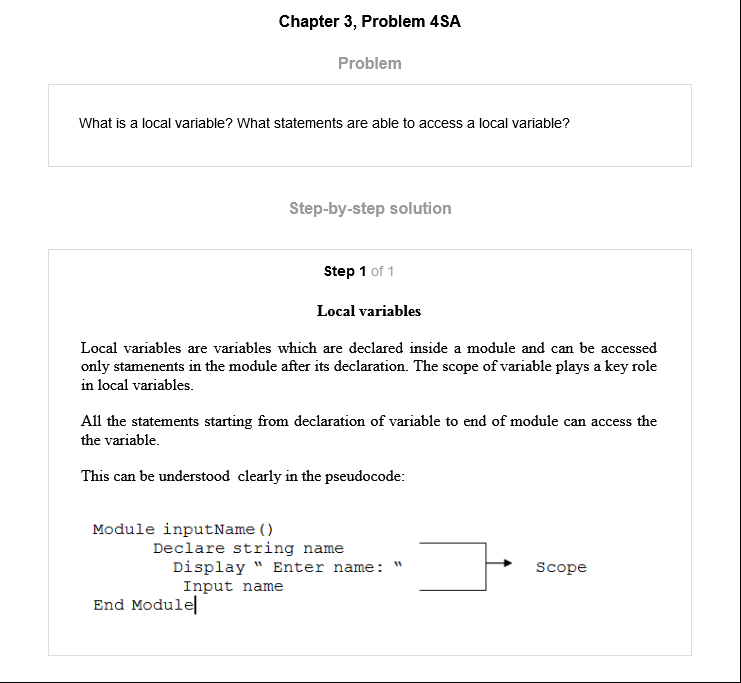 Chapter 3, Problem 4SA
Problem
What is a local variable? What statements are able to access a local variable?
Step-by-step solution
Step 1 of 1
Local variables
Local variables are variables which are declared inside a module and can be accessed
only stamenents in the module after its declaration. The scope of variable plays a key role
in local variables.
All the statements starting from declaration of variable to end of module can access the
the variable.
This can be understood clearly in the pseudocode:
Module inputName()
Declare string name
Display " Enter name: "
Input name
End Module
Scope